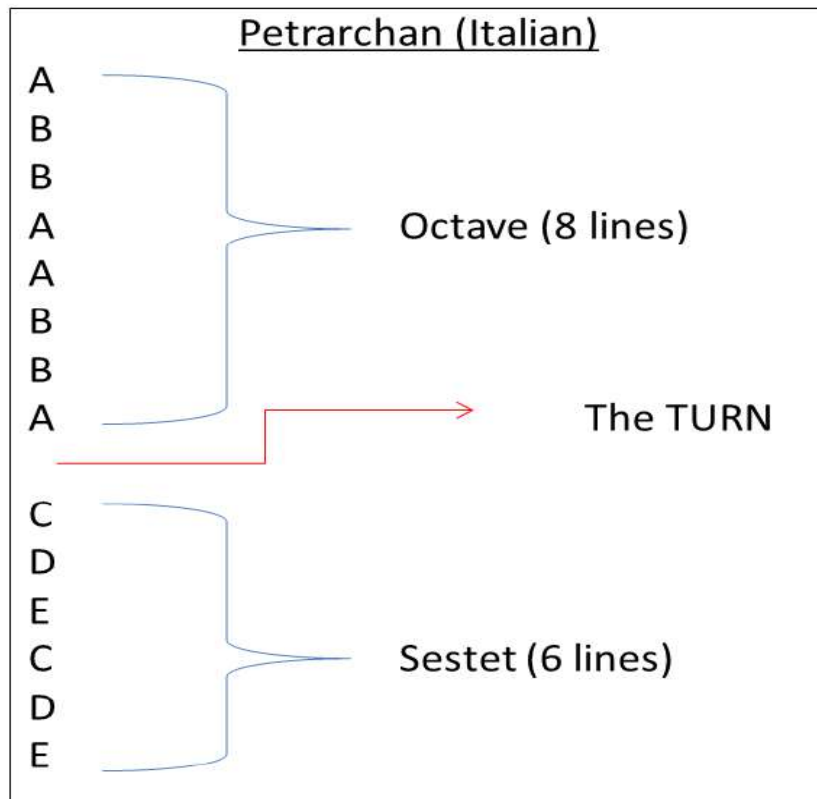 Petrarchan (Italian)
A
B
B
A
Octave (8 lines)
A
B
B
A
The TURN
C
D
E
C
Sestet (6 lines)
D
E